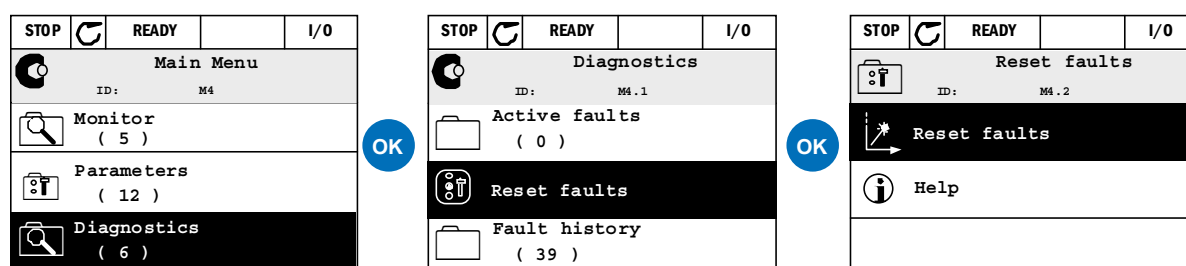 STOP READY I/O
Main Menu
ID: M4
Monitor
( 5 )
Parameters
( 12 )
Diagnostics
( 6 )
OK
STOP READY I/O
Diagnostics
ID: M4.1
Active faults
( 0 )
Reset faults
Fault history
( 39 )
OK
STOP READY I/O
Reset faults
ID: M4.2
Reset faults
Help